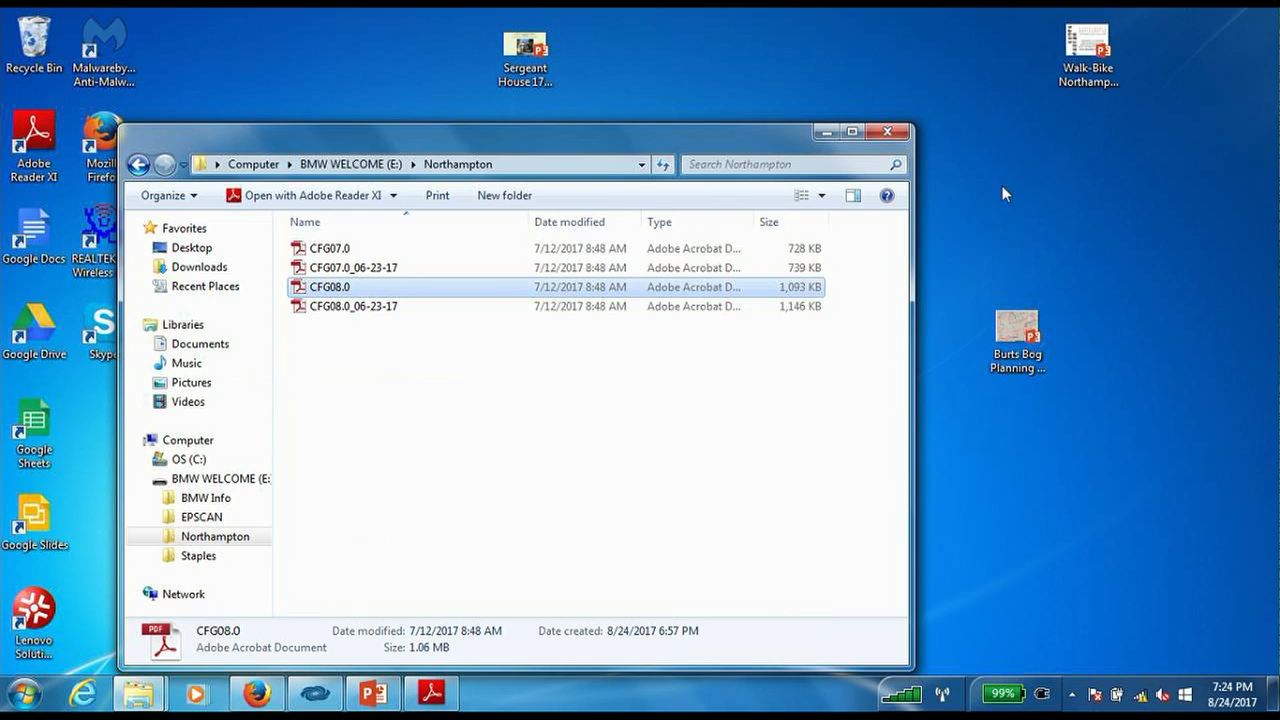 Recycle Bin
Malwareby...
Anti-Malw...
Sergeant
House 17...
Walk-Bike
Northamp...
Adobe
Reader XI
Mozil
Firefo
Google Docs
REALTEK
Wireless
Google Drive
Skype
Google
Sheets
Google Slides
Lenovo
Soluti...
Burts Bog
Planning ...
Computer BMW WELCOME (E:) Northampton
Search Northampton
Organize Open with Adobe Reader XI Print New folder
Name Date modified Type Size
CFG07.0 7/12/2017 8:48 AM Adobe Acrobat D... 728 KB
CFG07.0_06-23-17 7/12/2017 8:48 AM Adobe Acrobat D... 739 KB
CFG08.0 7/12/2017 8:48 AM Adobe Acrobat D... 1,093 KB
CFG08.0_06-23-17 7/12/2017 8:48 AM Adobe Acrobat D... 1,146 KB
Favorites
Desktop
Downloads
Recent Places
Libraries
Documents
Music
Pictures
Videos
Computer
OS (C:)
BMW WELCOME (E:
BMW Info
EPSCAN
Northampton
Staples
Network
PDF
CFG08.0 Date modified: 7/12/2017 8:48 AM Date created: 8/24/2017 6:57 PM
Adobe Acrobat Document Size: 1.06 MB
99%
7:24 PM
8/24/2017